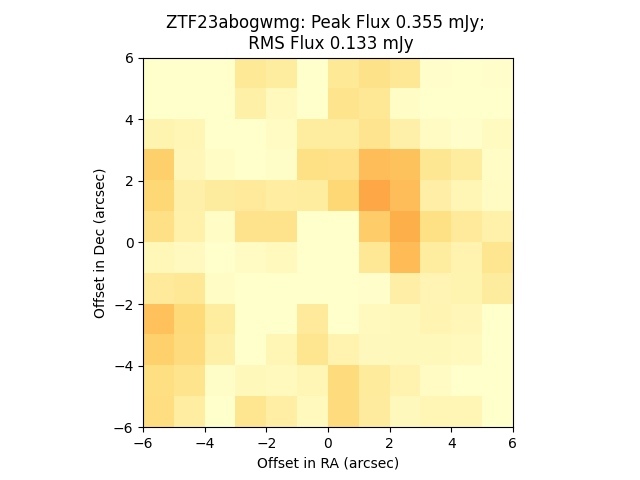 ZTF23abogwmg: Peak Flux 0.355 mJy;
RMS Flux 0.133 mJy
6
4
2
0
−2
−4
−6
Offset in Dec (arcsec)
−6 −4 −2 0 2 4 6
Offset in RA (arcsec)